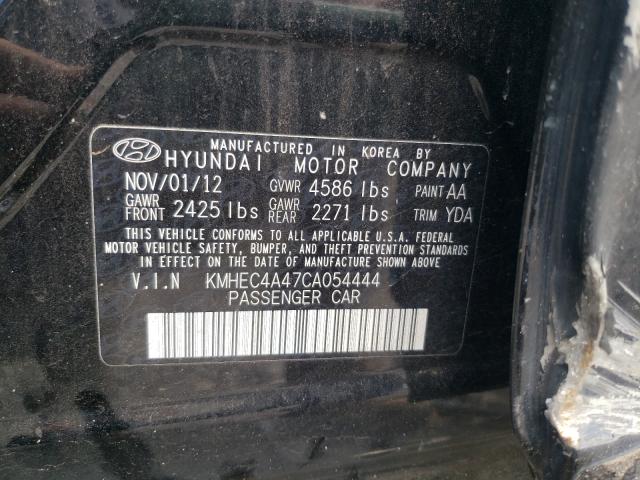 MANUFACTURED IN KOREA BY
HYUNDAI MOTOR COMPANY
NOV/01/12 GVWR 4586 lbs PAINT AA
GAWR FRONT 2425 lbs GAWR REAR 2271 lbs TRIM YDA
THIS VEHICLE CONFORMS TO ALL APPLICABLE U.S.A. FEDERAL
MOTOR VEHICLE SAFETY, BUMPER, AND THEFT PREVENTION STANDARDS
IN EFFECT ON THE DATE OF MANUFACTURE SHOWN ABOVE.
V.I.N KMHEC4A47CA054444
PASSENGER CAR